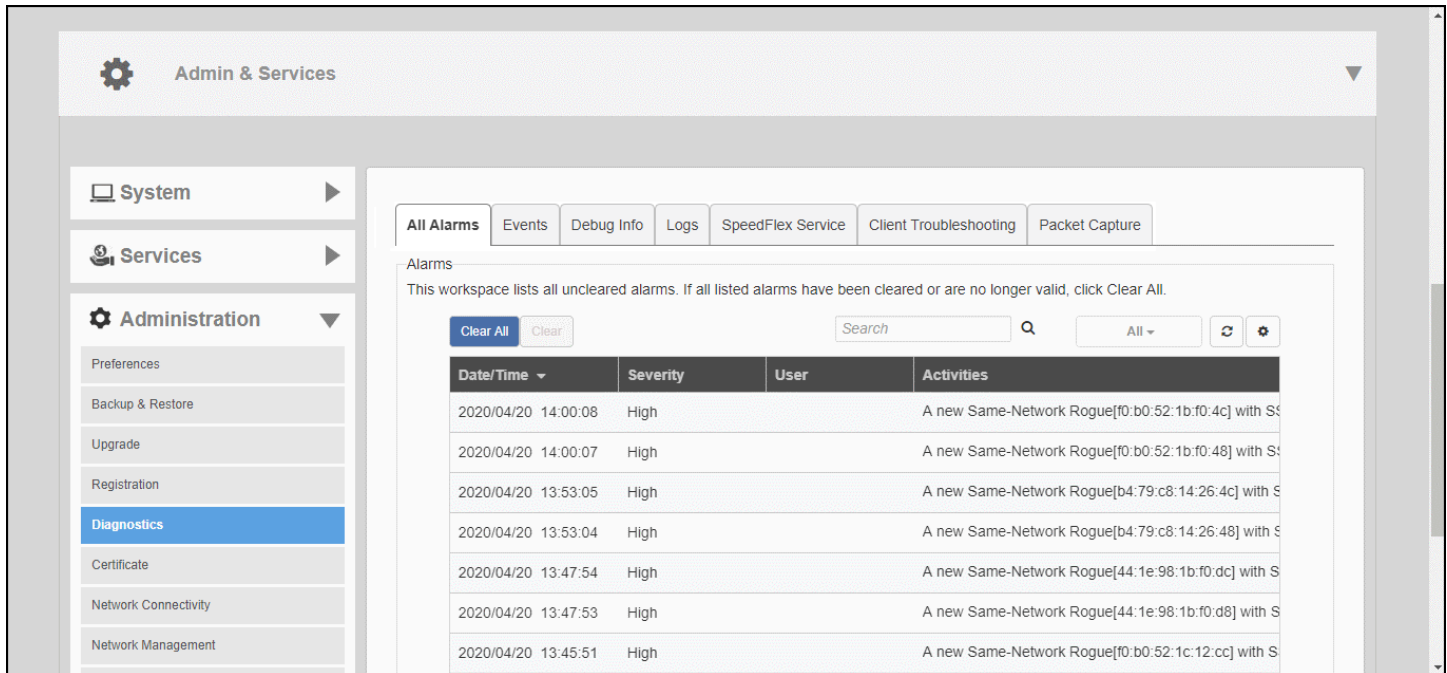 Admin & Services
System
Services
Administration
Preferences
Backup & Restore
Upgrade
Registration
Diagnostics
Certificate
Network Connectivity
Network Management
All Alarms Events Debug Info Logs SpeedFlex Service Client Troubleshooting Packet Capture
Alarms
This workspace lists all uncleared alarms. If all listed alarms have been cleared or are no longer valid, click Clear All.
Clear All Clear Search All
Date/Time Severity User Activities
2020/04/20 14:00:08 High A new Same-Network Rogue[f0:b0:52:1b:f0:4c] with SS
2020/04/20 14:00:07 High A new Same-Network Rogue[f0:b0:52:1b:f0:48] with SS
2020/04/20 13:53:05 High A new Same-Network Rogue[b4:79:c8:14:26:4c] with S
2020/04/20 13:53:04 High A new Same-Network Rogue[b4:79:c8:14:26:48] with S
2020/04/20 13:47:54 High A new Same-Network Rogue[44:1e:98:1b:f0:dc] with S
2020/04/20 13:47:53 High A new Same-Network Rogue[44:1e:98:1b:f0:d8] with S
2020/04/20 13:45:51 High A new Same-Network Rogue[f0:b0:52:1c:12:cc] with S